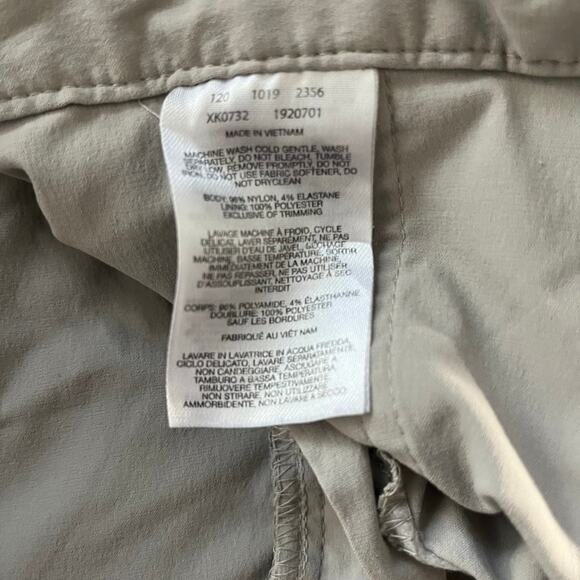 120 1019 2356
XK0732 1920701
MADE IN VIETNAM
MACHINE WASH COLD GENTLE, WASH
SEPARATELY, DO NOT BLEACH, TUMBLE
DRY LOW, REMOVE PROMPTLY, DO NOT
IRON, DO NOT USE FABRIC SOFTENER, DO
NOT DRYCLEAN
BODY: 96% NYLON, 4% ELASTANE
LINING: 100% POLYESTER
EXCLUSIVE OF TRIMMING
LAVAGE MACHINE À FROID, CYCLE
DÉLICAT, LAVER SÉPARÉMENT, NE PAS
UTILISER D'EAU DE JAVEL, SÉCHAGE
MACHINE, BASSE TEMPÉRATURE, SORTIR
IMMÉDIATEMENT DE LA MACHINE,
NE PAS REPASSER, NE PAS UTILISER
D'ASSOUPLISSANT, NETTOYAGE À SEC
INTERDIT
CORPS: 96% POLYAMIDE, 4% ÉLASTHANNE
DOUBLURE: 100% POLYESTER
SAUF LES BORDURES
FABRIQUÉ AU VIÊT NAM
LAVARE IN LAVATRICE IN ACQUA FREDDA,
CICLO DELICATO, LAVARE SEPARATAMENTE,
NON CANDEGGIARE, ASCIUGARE A
TAMBURO A BASSA TEMPERATURA,
RIMUOVERE TEMPESTIVAMENTE,
NON STIRARE, NON USARE
AMMORBIDENTE, NON LAVARE A SECCO